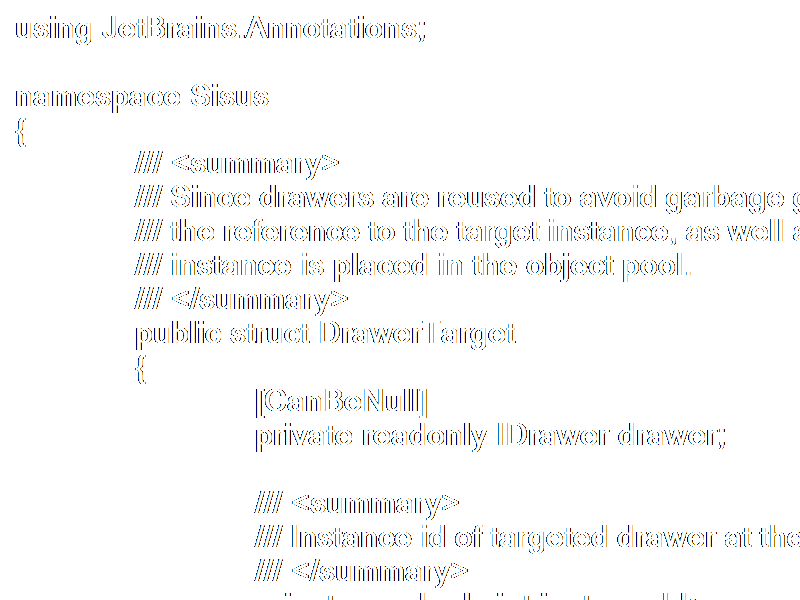 using JetBrains.Annotations;
namespace Sisus
{
/// <summary>
/// Since drawers are reused to avoid garbage
/// the reference to the target instance, as well
/// instance is placed in the object pool.
/// </summary>
public struct DrawerTarget
{
[CanBeNull]
private readonly IDrawer drawer;
/// <summary>
/// Instance id of targeted drawer at the
/// </summary>